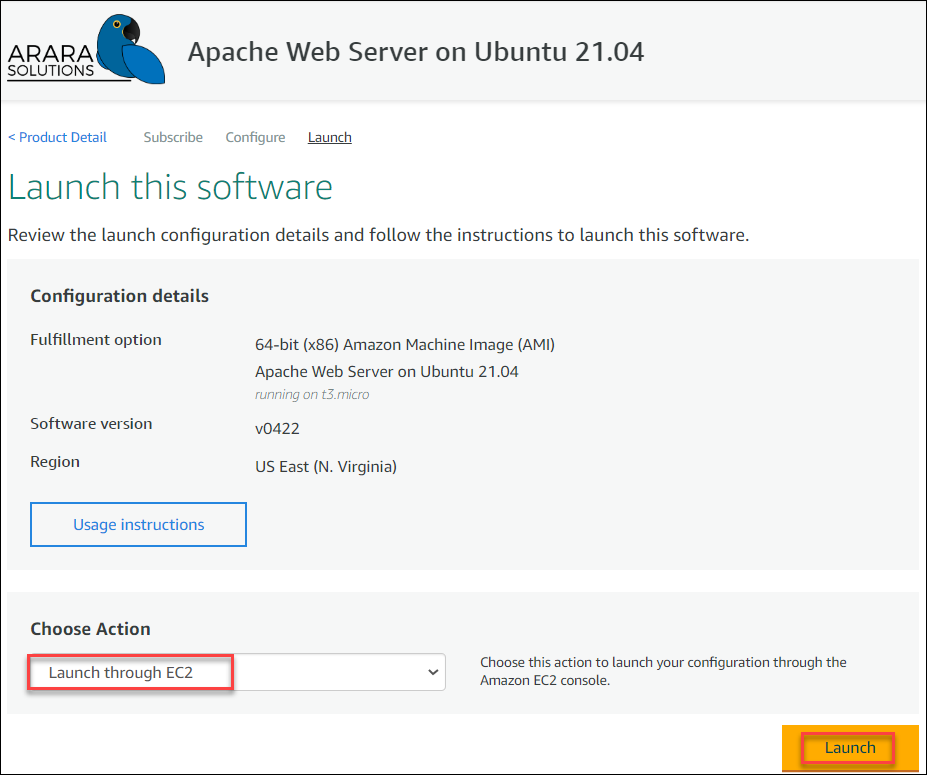 ARARA
SOLUTIONS
Apache Web Server on Ubuntu 21.04
< Product Detail Subscribe Configure Launch
Launch this software
Review the launch configuration details and follow the instructions to launch this software.
Configuration details
Fulfillment option
64-bit (x86) Amazon Machine Image (AMI)
Apache Web Server on Ubuntu 21.04
running on t3.micro
Software version
v0422
Region
US East (N. Virginia)
Usage instructions
Choose Action
Launch through EC2
Choose this action to launch your configuration through the
Amazon EC2 console.
Launch